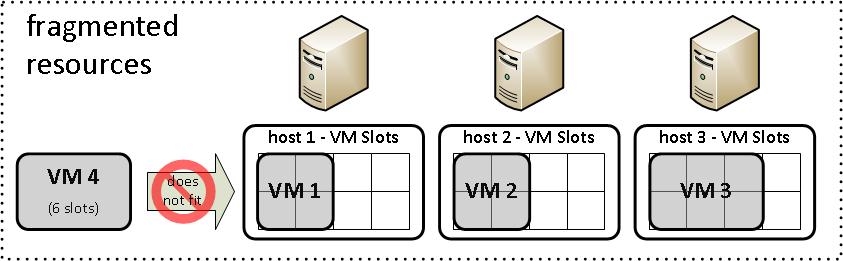 fragmented
resources
host 1 - VM Slots
host 2 - VM Slots
host 3 - VM Slots
VM 4
(6 slots)
does
not fit
VM 1
VM 2
VM 3